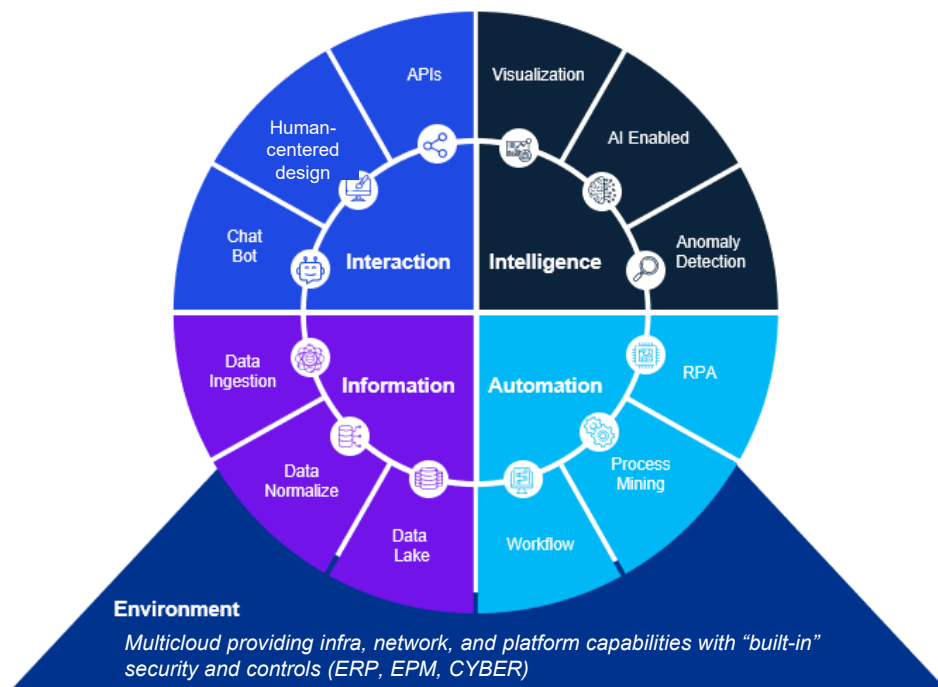 APIs
Visualization
Human-
centered
design
AI Enabled
Chat
Bot
Anomaly
Detection
Interaction
Intelligence
Data
Ingestion
Information
Automation
RPA
Data
Normalize
Process
Mining
Data
Lake
Workflow
Environment
Multicloud providing infra, network, and platform capabilities with “built-in”
security and controls (ERP, EPM, CYBER)